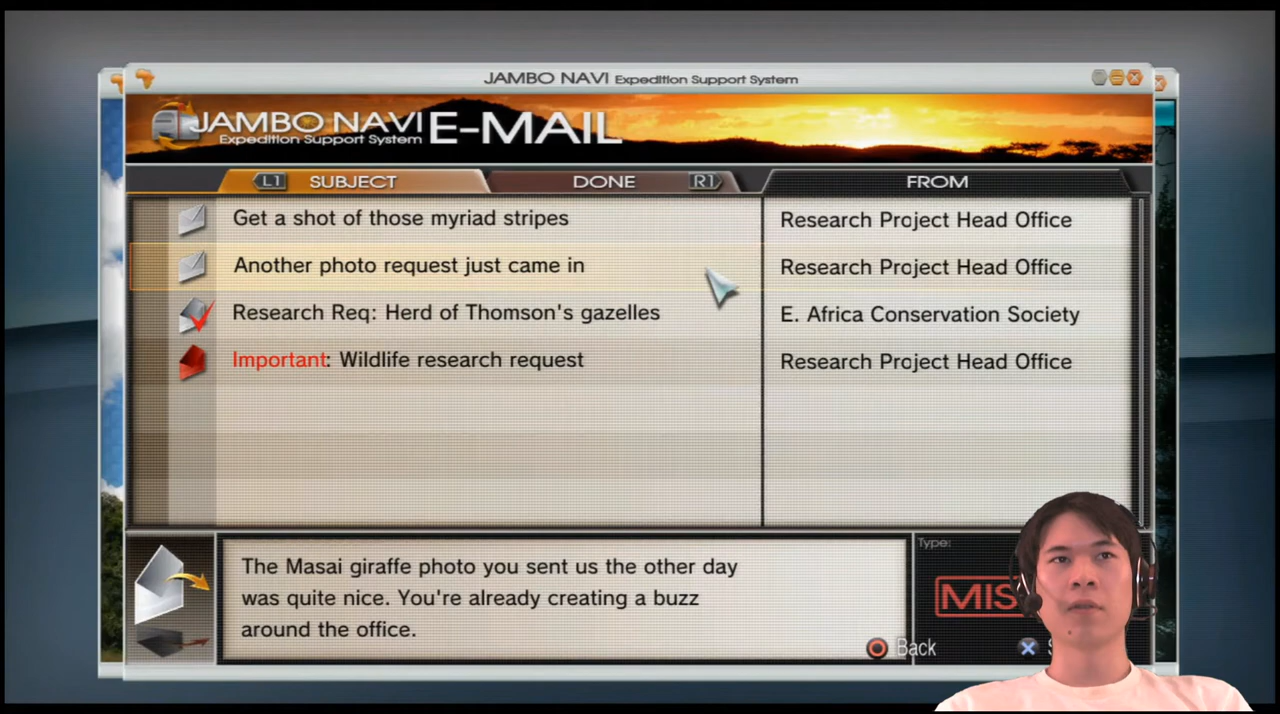 JAMBO NAVI Expedition Support System
JAMBO NAVI E-MAIL
Expedition Support System
L1 SUBJECT DONE R1 FROM
Get a shot of those myriad stripes Research Project Head Office
Another photo request just came in Research Project Head Office
Research Req: Herd of Thomson's gazelles E. Africa Conservation Society
Important: Wildlife research request Research Project Head Office
Type:
The Masai giraffe photo you sent us the other day
was quite nice. You're already creating a buzz
around the office.
MIS
Back